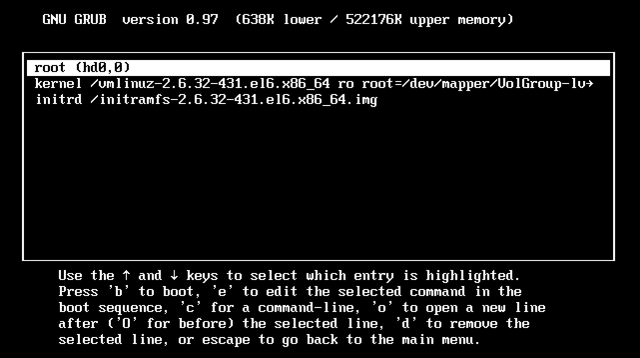 GNU GRUB  version 0.97  (638K lower / 522176K upper memory)
root (hd0,0)
kernel /vmlinuz-2.6.32-431.el6.x86_64 ro root=/dev/mapper/VolGroup-lv→
initrd /initramfs-2.6.32-431.el6.x86_64.img
Use the ↑ and ↓ keys to select which entry is highlighted.
Press 'b' to boot, 'e' to edit the selected command in the
boot sequence, 'c' for a command-line, 'o' to open a new line
after ('O' for before) the selected line, 'd' to remove the
selected line, or escape to go back to the main menu.